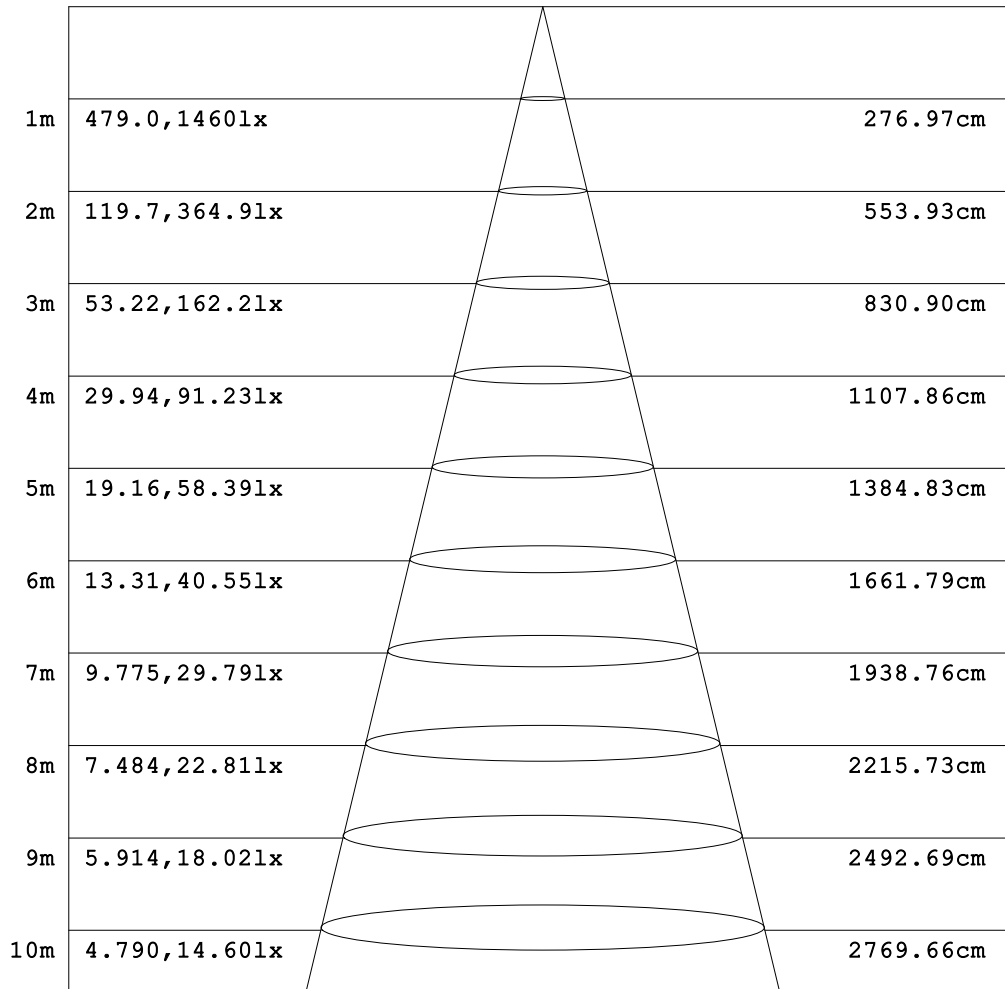 1m 479.0,1460lx 276.97cm
2m 119.7,364.9lx 553.93cm
3m 53.22,162.2lx 830.90cm
4m 29.94,91.23lx 1107.86cm
5m 19.16,58.39lx 1384.83cm
6m 13.31,40.55lx 1661.79cm
7m 9.775,29.79lx 1938.76cm
8m 7.484,22.81lx 2215.73cm
9m 5.914,18.02lx 2492.69cm
10m 4.790,14.60lx 2769.66cm